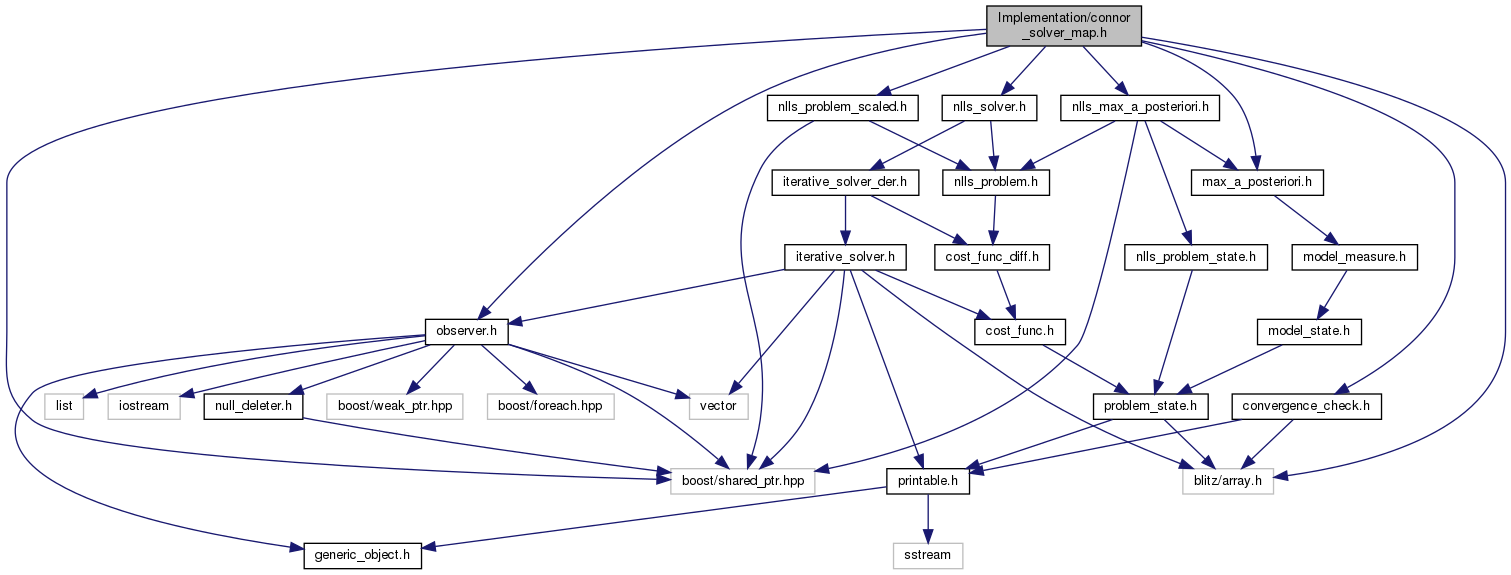 Implementation/connor
_solver_map.h
nlls_problem_scaled.h
nlls_solver.h
nlls_max_a_posteriori.h
iterative_solver_der.h
nlls_problem.h
max_a_posteriori.h
iterative_solver.h
cost_func_diff.h
nlls_problem_state.h
model_measure.h
observer.h
cost_func.h
model_state.h
list
iostream
null_deleter.h
boost/weak_ptr.hpp
boost/foreach.hpp
vector
problem_state.h
convergence_check.h
boost/shared_ptr.hpp
printable.h
blitz/array.h
generic_object.h
sstream